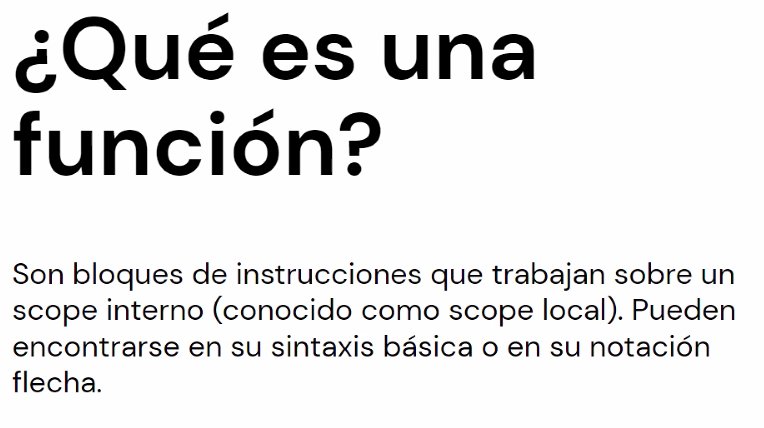 ¿Qué es una
función?
Son bloques de instrucciones que trabajan sobre un
scope interno (conocido como scope local). Pueden
encontrarse en su sintaxis básica o en su notación
flecha.